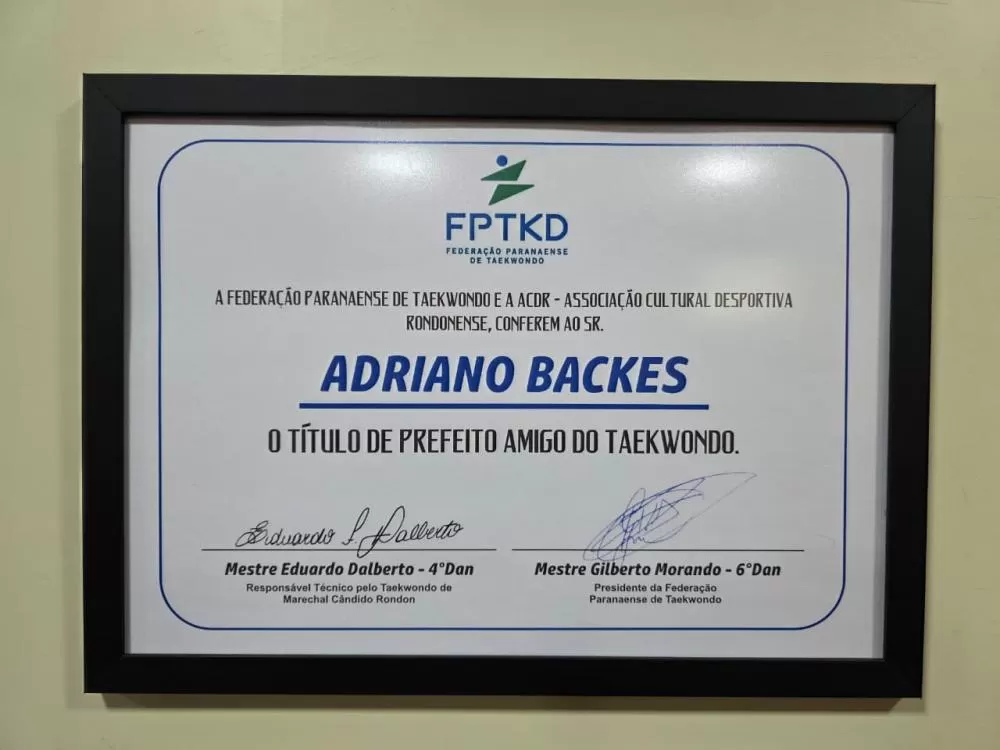 FPTKD
FEDERAÇÃO PARANAENSE
DE TAEKWONDO
A FEDERAÇÃO PARANAENSE DE TAEKWONDO E A ACDR - ASSOCIAÇÃO CULTURAL DESPORTIVA
RONDONENSE, CONFEREM AO SR.
ADRIANO BACKES
O TÍTULO DE PREFEITO AMIGO DO TAEKWONDO.
Eduardo S. Dalberto
Mestre Eduardo Dalberto - 4°Dan
Responsável Técnico pelo Taekwondo de
Marechal Cândido Rondon
Mestre Gilberto Morando - 6°Dan
Presidente da Federação
Paranaense de Taekwondo